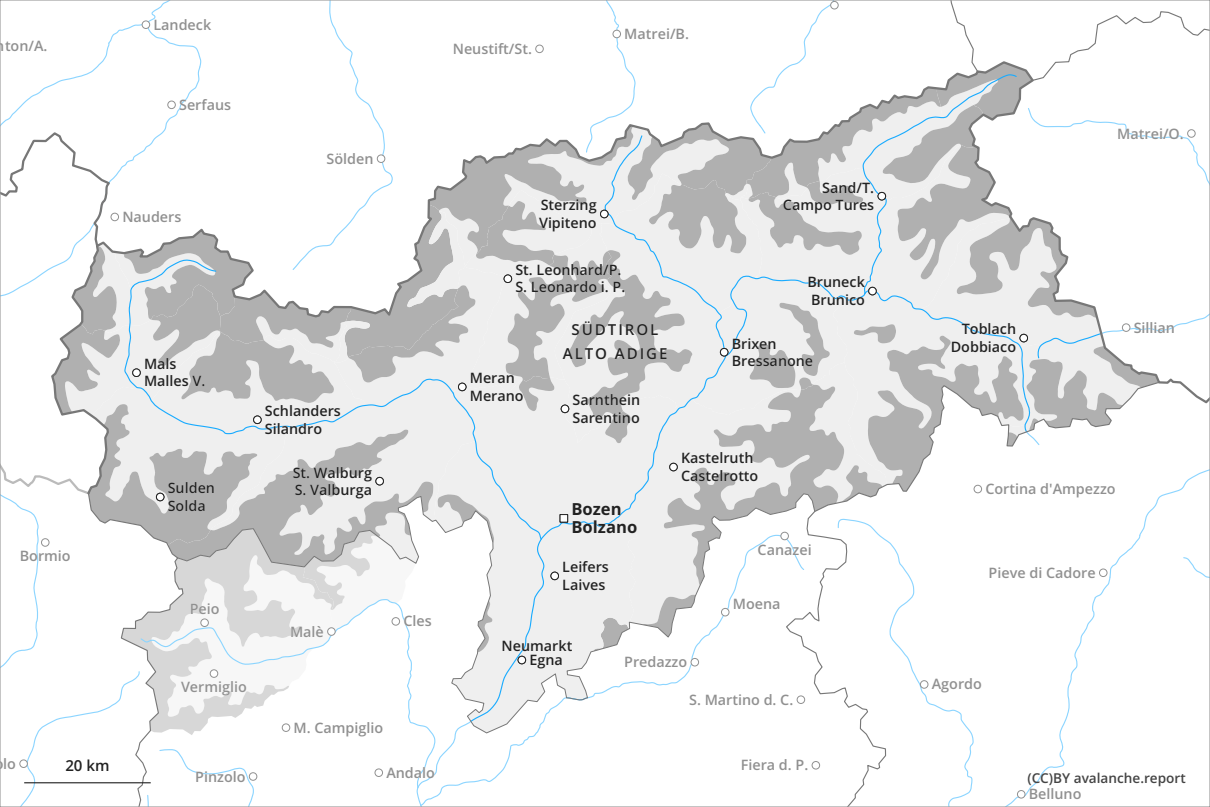 Landeck
nton/A.
Neustift/St.
Matrei/B.
Serfaus
Matrei/O.
Sölden
Sand/T.
Campo Tures
Nauders
Sterzing
Vipiteno
St. Leonhard/P.
S. Leonardo i. P.
Bruneck
Brunico
SÜDTIROL
ALTO ADIGE
Toblach
Dobbiaco
Sillian
Brixen
Bressanone
Mals
Malles V.
Meran
Merano
Sarnthein
Sarentino
Schlanders
Silandro
St. Walburg
S. Valburga
Kastelruth
Castelrotto
Sulden
Solda
Cortina d'Ampezzo
Bozen
Bolzano
Bormio
Canazei
Leifers
Laives
Pieve di Cadore
Peio
Moena
Malè
Cles
Neumarkt
Egna
Predazzo
Vermiglio
Agordo
S. Martino d. C.
M. Campiglio
olo
20 km
Pinzolo
Andalo
Fiera d. P.
(CC)BY avalanche.report
Belluno